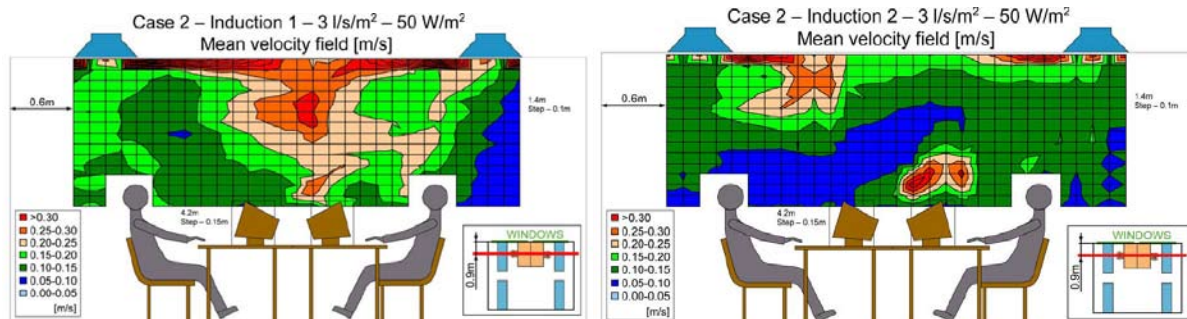 Case 2 – Induction 1 – 3 l/s/m² – 50 W/m²
Mean velocity field [m/s]
0.6m
1.4m
Step – 0.1m
4.2m
Step – 0.15m
>0.30
0.25-0.30
0.20-0.25
0.15-0.20
0.10-0.15
0.05-0.10
0.00-0.05
[m/s]
WINDOWS
0.9m
Case 2 – Induction 2 – 3 l/s/m² – 50 W/m²
Mean velocity field [m/s]
0.6m
1.4m
Step – 0.1m
4.2m
Step – 0.15m
>0.30
0.25-0.30
0.20-0.25
0.15-0.20
0.10-0.15
0.05-0.10
0.00-0.05
[m/s]
WINDOWS
0.9m